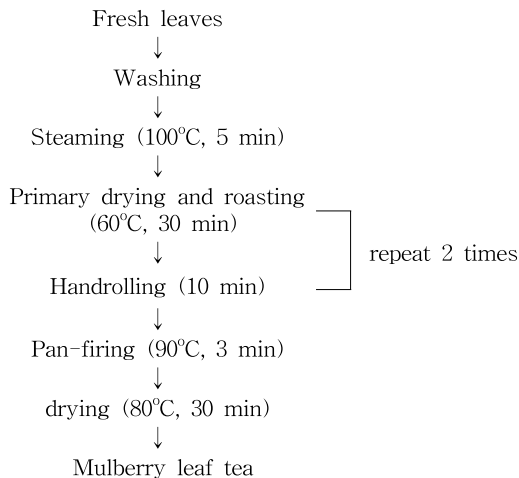 Fresh leaves
↓
Washing
↓
Steaming (100°C, 5 min)
↓
Primary drying and roasting
(60°C, 30 min)
↓
repeat 2 times
Handrolling (10 min)
↓
Pan-firing (90°C, 3 min)
↓
drying (80°C, 30 min)
↓
Mulberry leaf tea